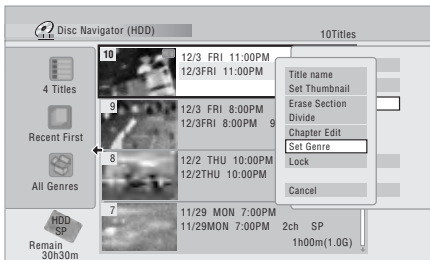 Disc Navigator (HDD)
10Titles
4 Titles
Recent First
All Genres
HDD
SP
Remain
30h30m
10
12/3 FRI 11:00PM
12/3FRI 11:00PM
9
12/3 FRI 8:00PM
12/3FRI 8:00PM 9
8
12/2 THU 10:00PM
12/2THU 10:00PM
7
11/29 MON 7:00PM
11/29MON 7:00PM 2ch SP
1h00m(1.0G)
Title name
Set Thumbnail
Erase Section
Divide
Chapter Edit
Set Genre
Lock
Cancel